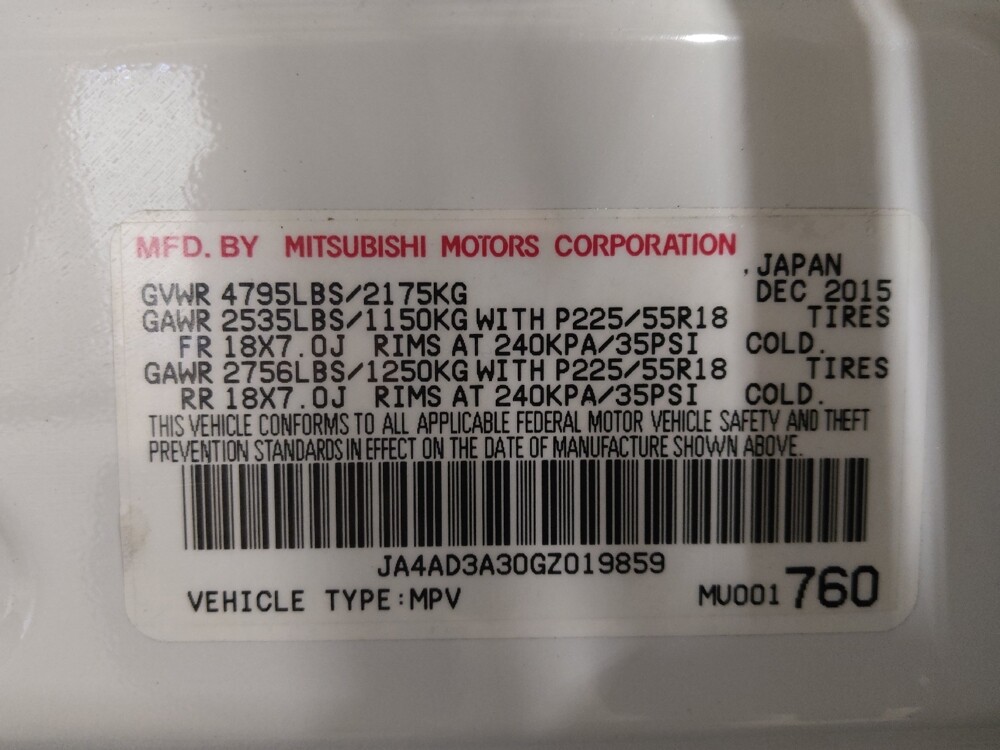 MFD. BY MITSUBISHI MOTORS CORPORATION
, JAPAN
GVWR 4795LBS/2175KG DEC 2015
GAWR 2535LBS/1150KG WITH P225/55R18 TIRES
FR 18X7.0J RIMS AT 240KPA/35PSI COLD.
GAWR 2756LBS/1250KG WITH P225/55R18 TIRES
RR 18X7.0J RIMS AT 240KPA/35PSI COLD.
THIS VEHICLE CONFORMS TO ALL APPLICABLE FEDERAL MOTOR VEHICLE SAFETY AND THEFT
PREVENTION STANDARDS IN EFFECT ON THE DATE OF MANUFACTURE SHOWN ABOVE.
JA4AD3A30GZ019859
VEHICLE TYPE:MPV MU001 760